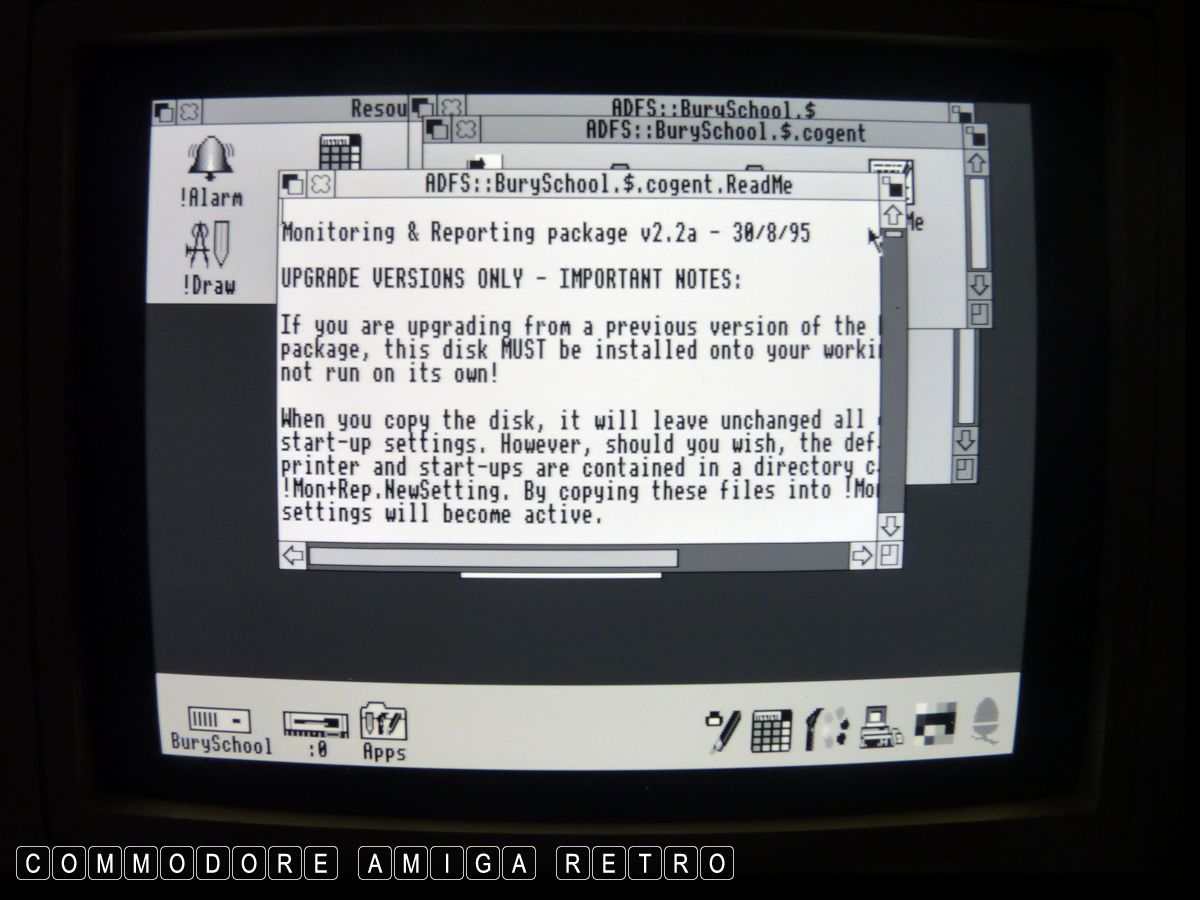 Resou
ADFS::BurySchool.$
ADFS::BurySchool.$.cogent
ADFS::BurySchool.$.cogent.ReadMe
!Alarm
!Draw
Me
Monitoring & Reporting package v2.2a - 30/8/95
UPGRADE VERSIONS ONLY - IMPORTANT NOTES:
If you are upgrading from a previous version of the
package, this disk MUST be installed onto your worki
not run on its own!
When you copy the disk, it will leave unchanged all
start-up settings. However, should you wish, the def
printer and start-ups are contained in a directory c
!Mon+Rep.NewSetting. By copying these files into !Mon
settings will become active.
BurySchool
:0
Apps
COMMODORE AMIGA RETRO